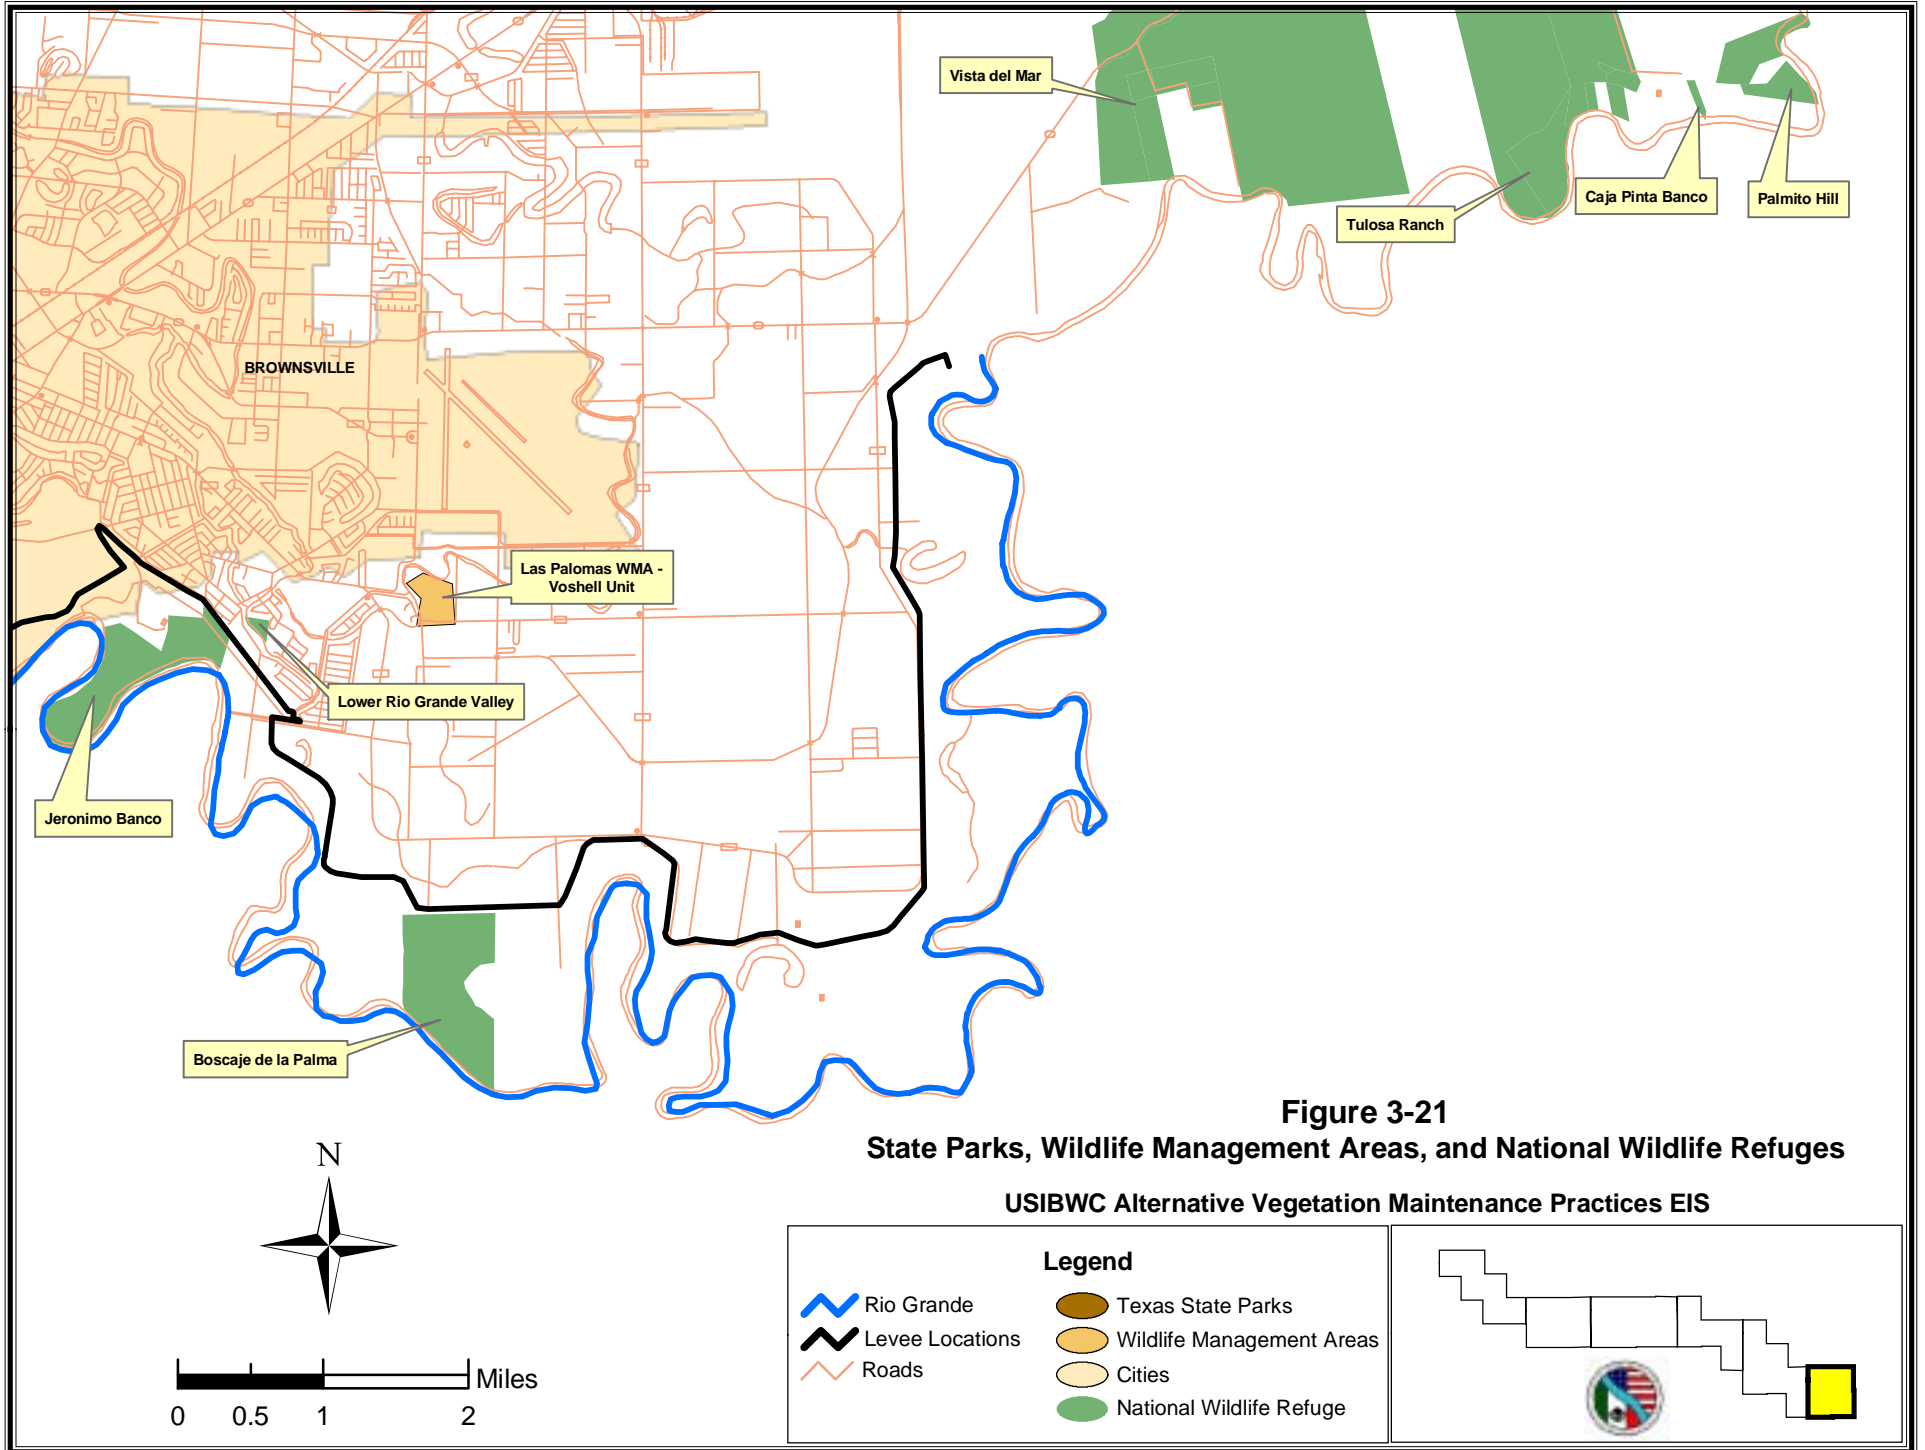 Vista del Mar
Caja Pinta Banco
Palmito Hill
Tulosa Ranch
BROWNSVILLE
Las Palomas WMA -
Voshell Unit
Lower Rio Grande Valley
Jeronimo Banco
Boscaje de la Palma
Figure 3-21
State Parks, Wildlife Management Areas, and National Wildlife Refuges
USIBWC Alternative Vegetation Maintenance Practices EIS
N
Miles
0 0.5 1 2
Legend
Rio Grande
Levee Locations
Roads
Texas State Parks
Wildlife Management Areas
Cities
National Wildlife Refuge